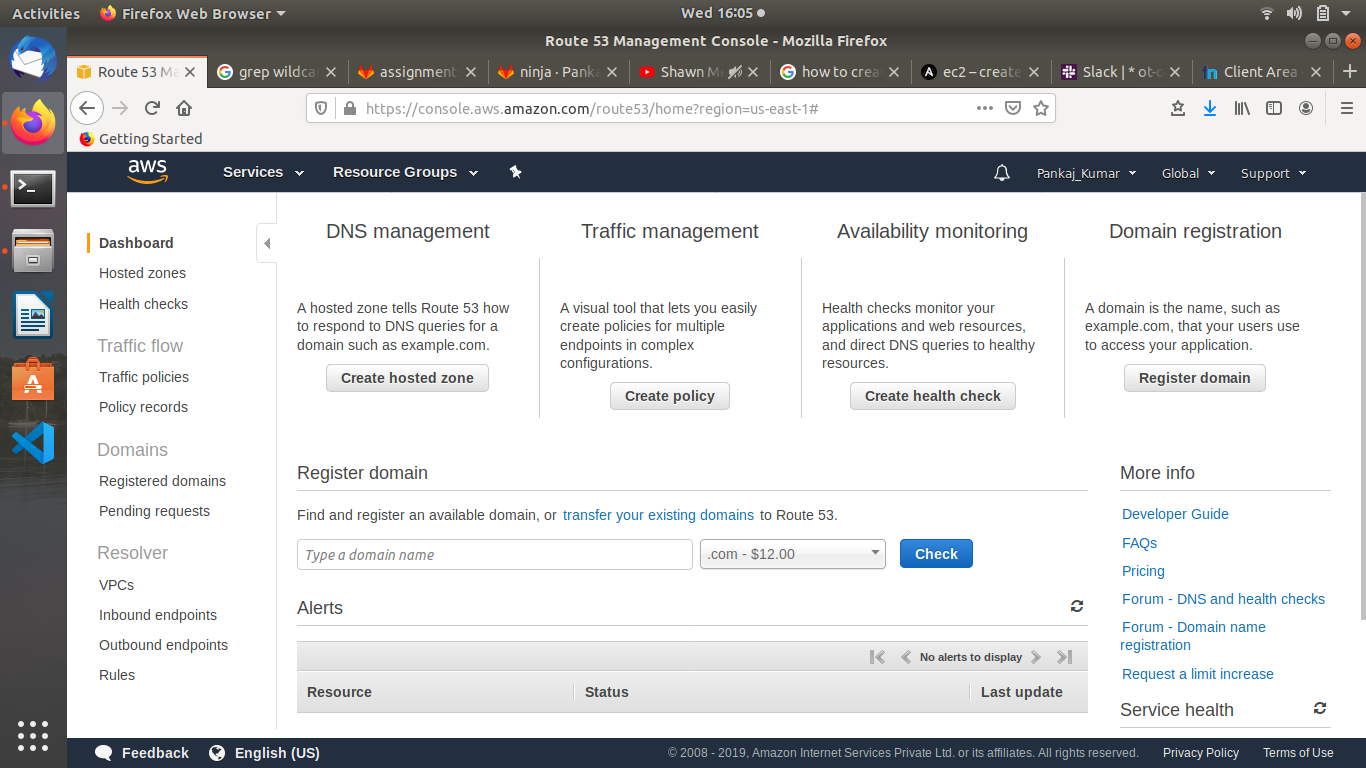 Activities Firefox Web Browser Wed 16:05
Route 53 Management Console - Mozilla Firefox
Route 53 Ma grep wildca assignment ninja · Panka Shawn Me how to crea ec2 – create Slack | * ot-o Client Area
https://console.aws.amazon.com/route53/home?region=us-east-1#
Getting Started
aws Services Resource Groups Pankaj_Kumar Global Support
Dashboard
Hosted zones
Health checks
Traffic flow
Traffic policies
Policy records
Domains
Registered domains
Pending requests
Resolver
VPCs
Inbound endpoints
Outbound endpoints
Rules
DNS management
A hosted zone tells Route 53 how
to respond to DNS queries for a
domain such as example.com.
Create hosted zone
Traffic management
A visual tool that lets you easily
create policies for multiple
endpoints in complex
configurations.
Create policy
Availability monitoring
Health checks monitor your
applications and web resources,
and direct DNS queries to healthy
resources.
Create health check
Domain registration
A domain is the name, such as
example.com, that your users use
to access your application.
Register domain
Register domain
Find and register an available domain, or transfer your existing domains to Route 53.
Type a domain name .com - $12.00 Check
Alerts
No alerts to display
Resource Status Last update
More info
Developer Guide
FAQs
Pricing
Forum - DNS and health checks
Forum - Domain name
registration
Request a limit increase
Service health
Feedback English (US) © 2008 - 2019, Amazon Internet Services Private Ltd. or its affiliates. All rights reserved. Privacy Policy Terms of Use